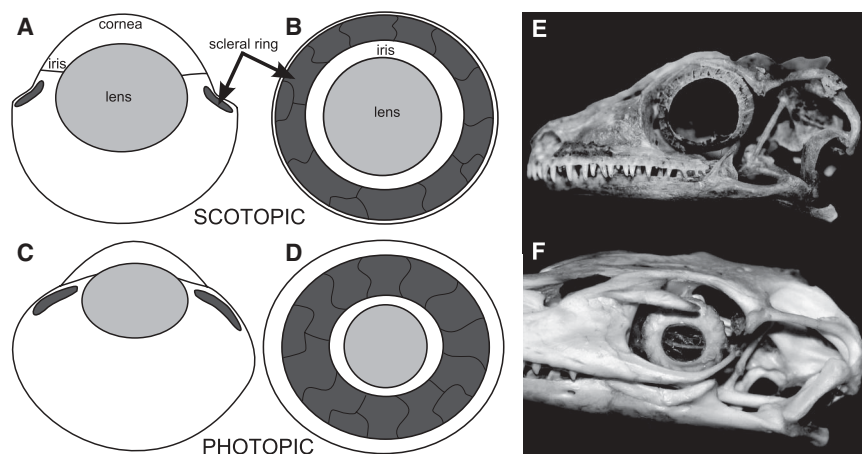 A
cornea
scleral ring
B
iris
iris
lens
lens
SCOTOPIC
C
D
PHOTOPIC
E
F